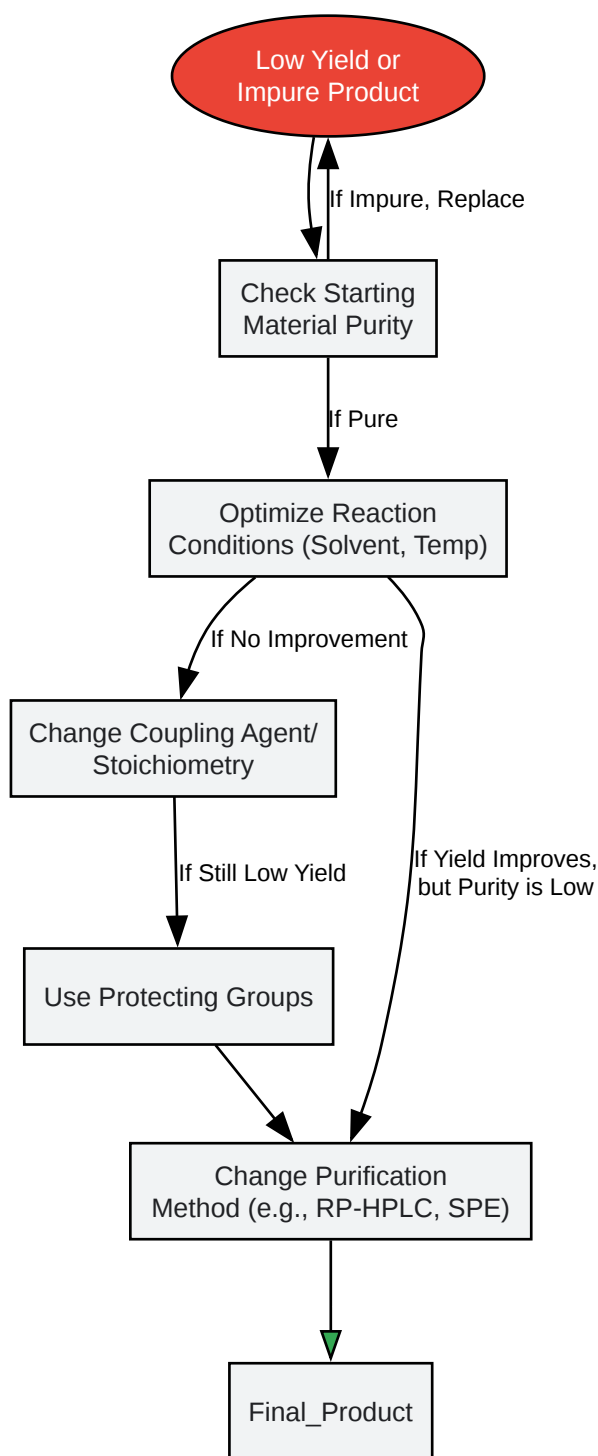 Low Yield or
Impure Product
If Impure, Replace
Check Starting
Material Purity
If Pure
Optimize Reaction
Conditions (Solvent, Temp)
If No Improvement
Change Coupling Agent/
Stoichiometry
If Yield Improves,
but Purity is Low
If Still Low Yield
Use Protecting Groups
Change Purification
Method (e.g., RP-HPLC, SPE)
Final_Product